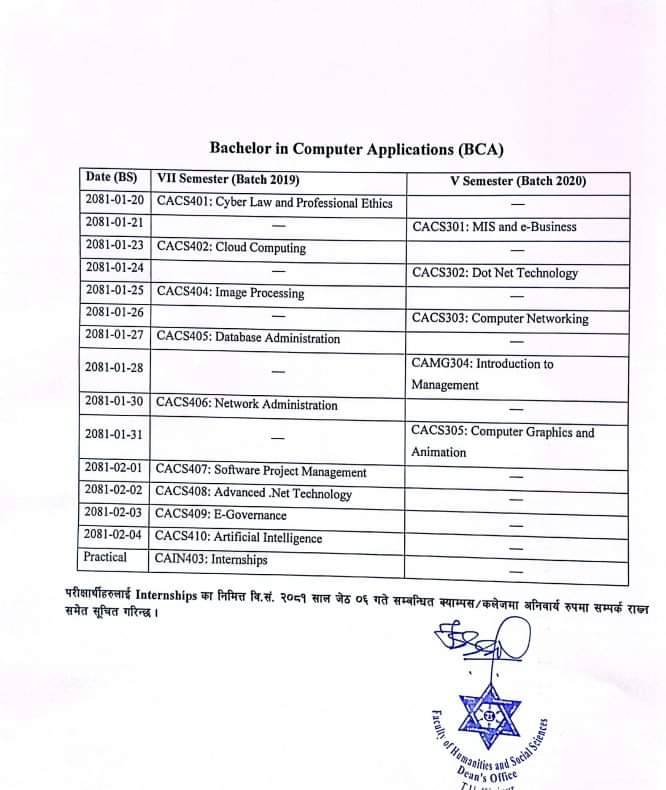 Bachelor in Computer Applications (BCA)
Date (BS) VII Semester (Batch 2019) V Semester (Batch 2020)
2081-01-20 CACS401: Cyber Law and Professional Ethics —
2081-01-21 — CACS301: MIS and e-Business
2081-01-23 CACS402: Cloud Computing —
2081-01-24 — CACS302: Dot Net Technology
2081-01-25 CACS404: Image Processing —
2081-01-26 — CACS303: Computer Networking
2081-01-27 CACS405: Database Administration —
2081-01-28 — CAMG304: Introduction to
Management
2081-01-30 CACS406: Network Administration —
2081-01-31 — CACS305: Computer Graphics and
Animation
2081-02-01 CACS407: Software Project Management —
2081-02-02 CACS408: Advanced .Net Technology —
2081-02-03 CACS409: E-Governance —
2081-02-04 CACS410: Artificial Intelligence —
Practical CAIN403: Internships —
परीक्षार्थीहरुलाई Internships का निमित्त वि.सं. २०८१ साल जेठ ०६ गते सम्बन्धित क्याम्पस/कलेजमा अनिवार्य रुपमा सम्पर्क राख्न
समेत सूचित गरिन्छ ।
Faculty of Humanities and Social Sciences
Dean's Office